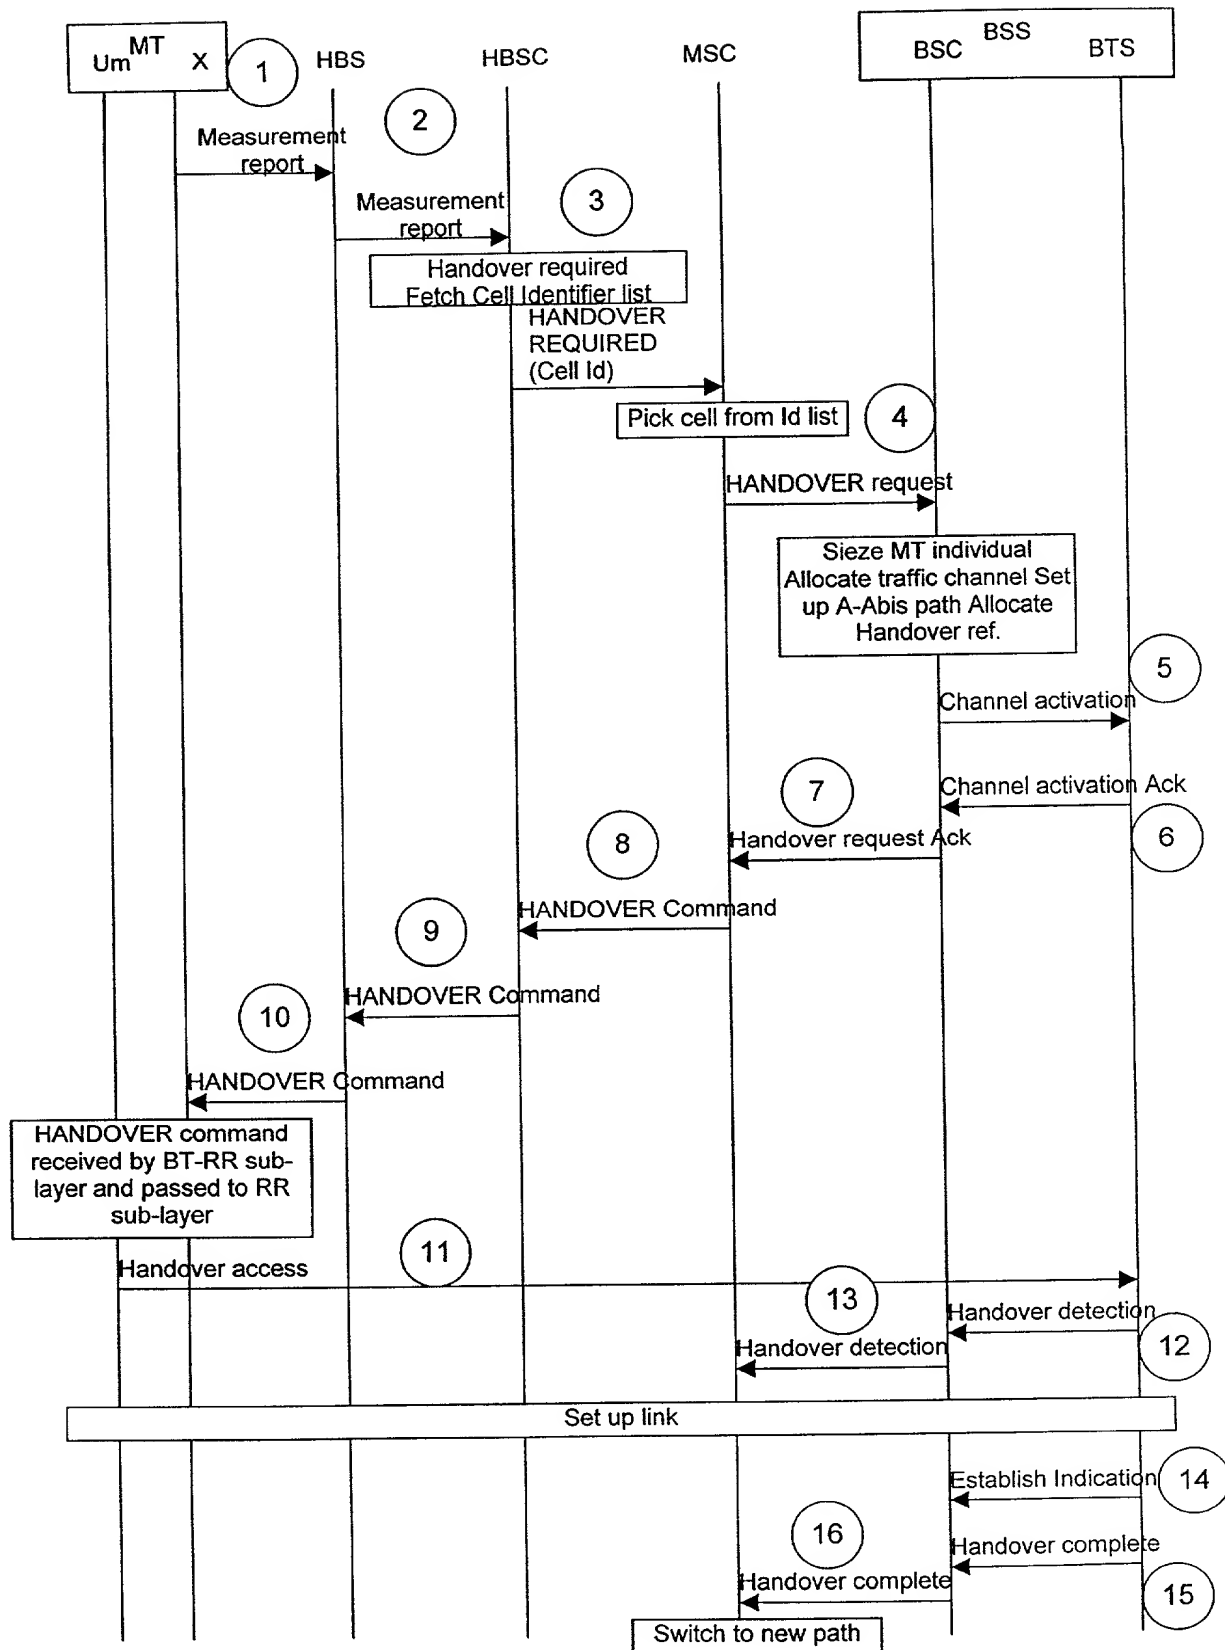 MT
Um
X
1
HBS
HBSC
MSC
BSS
BSC
BTS
2
Measurement
report
3
Measurement
report
Handover required
Fetch Cell Identifier list
HANDOVER
REQUIRED
(Cell Id)
Pick cell from Id list
4
HANDOVER request
Sieze MT individual
Allocate traffic channel Set
up A-Abis path Allocate
Handover ref.
5
Channel activation
7
Channel activation Ack
6
8
Handover request Ack
9
HANDOVER Command
10
HANDOVER Command
HANDOVER Command
HANDOVER command
received by BT-RR sub-
layer and passed to RR
sub-layer
11
Handover access
13
Handover detection
12
Handover detection
Set up link
Establish Indication
14
16
Handover complete
Handover complete
15
Switch to new path